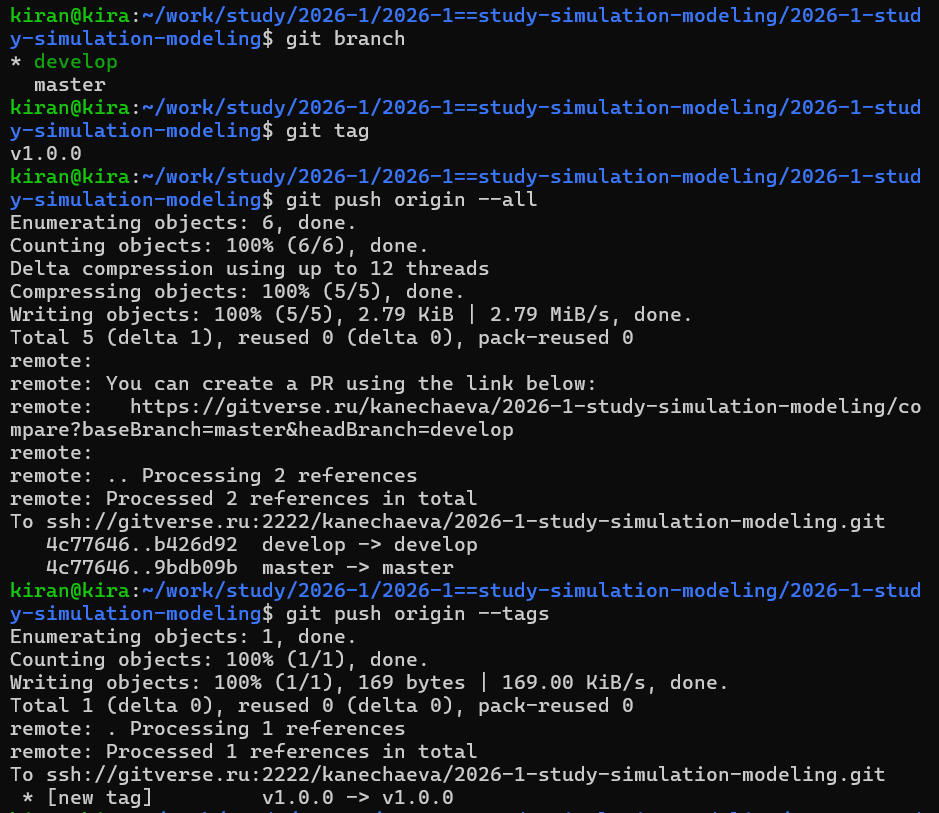 kiran@kira:~/work/study/2026-1/2026-1==study-simulation-modeling/2026-1-stud
y-simulation-modeling$ git branch
* develop
  master
kiran@kira:~/work/study/2026-1/2026-1==study-simulation-modeling/2026-1-stud
y-simulation-modeling$ git tag
v1.0.0
kiran@kira:~/work/study/2026-1/2026-1==study-simulation-modeling/2026-1-stud
y-simulation-modeling$ git push origin --all
Enumerating objects: 6, done.
Counting objects: 100% (6/6), done.
Delta compression using up to 12 threads
Compressing objects: 100% (5/5), done.
Writing objects: 100% (5/5), 2.79 KiB | 2.79 MiB/s, done.
Total 5 (delta 1), reused 0 (delta 0), pack-reused 0
remote:
remote: You can create a PR using the link below:
remote:   https://gitverse.ru/kanechaeva/2026-1-study-simulation-modeling/co
mpare?baseBranch=master&headBranch=develop
remote:
remote: .. Processing 2 references
remote: Processed 2 references in total
To ssh://gitverse.ru:2222/kanechaeva/2026-1-study-simulation-modeling.git
   4c77646..b426d92  develop -> develop
   4c77646..9bdb09b  master -> master
kiran@kira:~/work/study/2026-1/2026-1==study-simulation-modeling/2026-1-stud
y-simulation-modeling$ git push origin --tags
Enumerating objects: 1, done.
Counting objects: 100% (1/1), done.
Writing objects: 100% (1/1), 169 bytes | 169.00 KiB/s, done.
Total 1 (delta 0), reused 0 (delta 0), pack-reused 0
remote: . Processing 1 references
remote: Processed 1 references in total
To ssh://gitverse.ru:2222/kanechaeva/2026-1-study-simulation-modeling.git
 * [new tag]         v1.0.0 -> v1.0.0